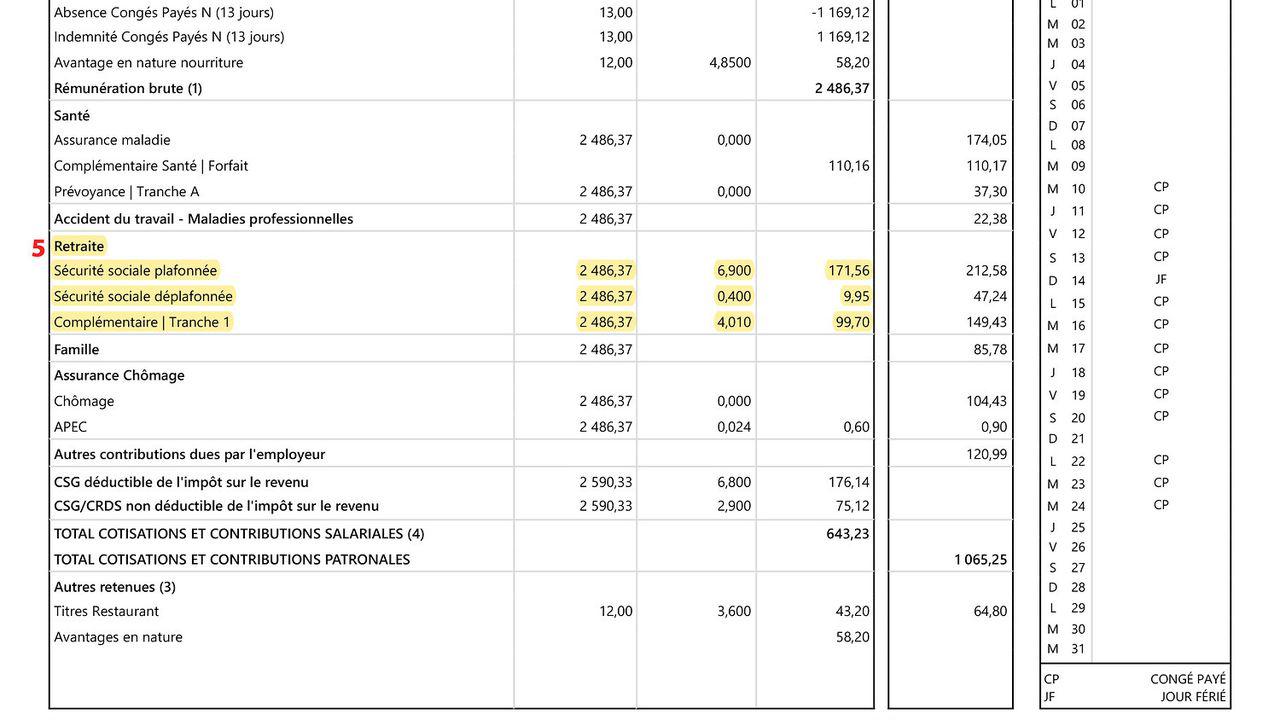 Absence Congés Payés N (13 jours) 13,00 -1 169,12
Indemnité Congés Payés N (13 jours) 13,00 1 169,12
Avantage en nature nourriture 12,00 4,8500 58,20
Rémunération brute (1) 2 486,37
Santé
Assurance maladie 2 486,37 0,000 174,05
Complémentaire Santé | Forfait 110,16 110,17
Prévoyance | Tranche A 2 486,37 0,000 37,30
Accident du travail - Maladies professionnelles 2 486,37 22,38
5 Retraite
Sécurité sociale plafonnée 2 486,37 6,900 171,56 212,58
Sécurité sociale déplafonnée 2 486,37 0,400 9,95 47,24
Complémentaire | Tranche 1 2 486,37 4,010 99,70 149,43
Famille 2 486,37 85,78
Assurance Chômage
Chômage 2 486,37 0,000 104,43
APEC 2 486,37 0,024 0,60 0,90
Autres contributions dues par l'employeur 120,99
CSG déductible de l'impôt sur le revenu 2 590,33 6,800 176,14
CSG/CRDS non déductible de l'impôt sur le revenu 2 590,33 2,900 75,12
TOTAL COTISATIONS ET CONTRIBUTIONS SALARIALES (4) 643,23
TOTAL COTISATIONS ET CONTRIBUTIONS PATRONALES 1 065,25
Autres retenues (3)
Titres Restaurant 12,00 3,600 43,20 64,80
Avantages en nature 58,20
L 01
M 02
M 03
J 04
V 05
S 06
D 07
L 08
M 09
M 10 CP
J 11 CP
V 12 CP
S 13 CP
D 14 JF
L 15 CP
M 16 CP
M 17 CP
J 18 CP
V 19 CP
S 20 CP
D 21
L 22 CP
M 23 CP
M 24 CP
J 25
V 26
S 27
D 28
L 29
M 30
M 31
CP CONGÉ PAYÉ
JF JOUR FÉRIÉ